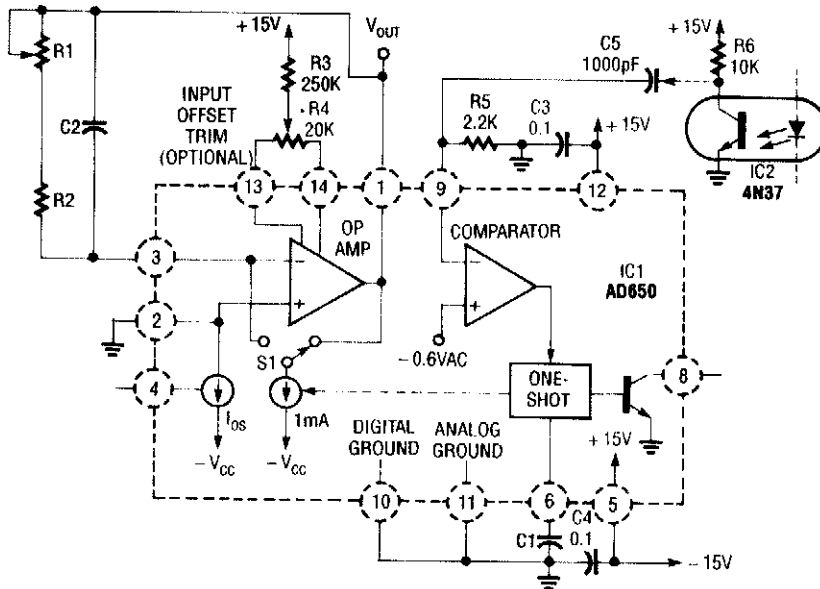 +15V
VOUT
R1
R3
250K
C5
1000pF
+15V
R6
10K
INPUT
OFFSET
TRIM
(OPTIONAL)
R4
20K
C2
R5
2.2K
C3
0.1
+15V
IC2
4N37
13
14
1
9
12
R2
OP
AMP
COMPARATOR
IC1
AD650
3
2
4
-
+
-
+
S1
-0.6VAC
8
IOS
1mA
ONE-
SHOT
-VCC
-VCC
DIGITAL
GROUND
ANALOG
GROUND
+15V
10
11
6
5
C1
C4
0.1
-15V